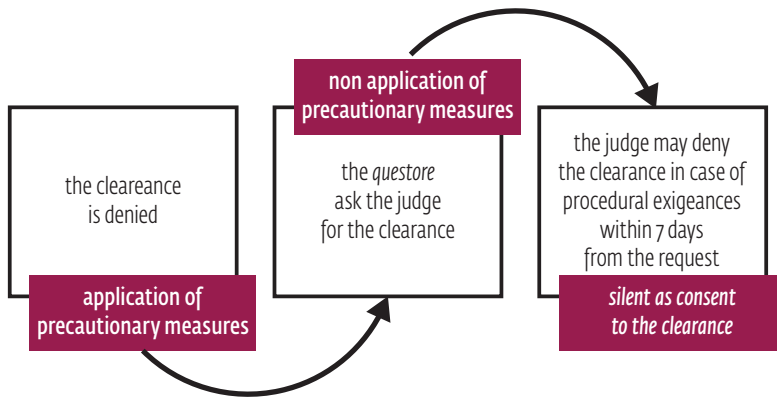 the cleareance
is denied
application of
precautionary measures
non application of
precautionary measures
the questore
ask the judge
for the clearance
the judge may deny
the clearance in case of
procedural exigeances
within 7 days
from the request
silent as consent
to the clearance